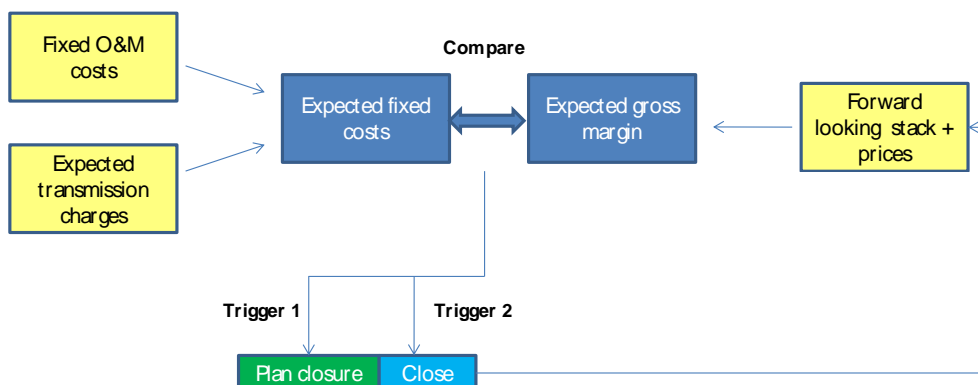 Fixed O&M
costs
Compare
Expected fixed
costs
Expected gross
margin
Forward
looking stack +
prices
Expected
transmission
charges
Trigger 1
Trigger 2
Plan closure
Close